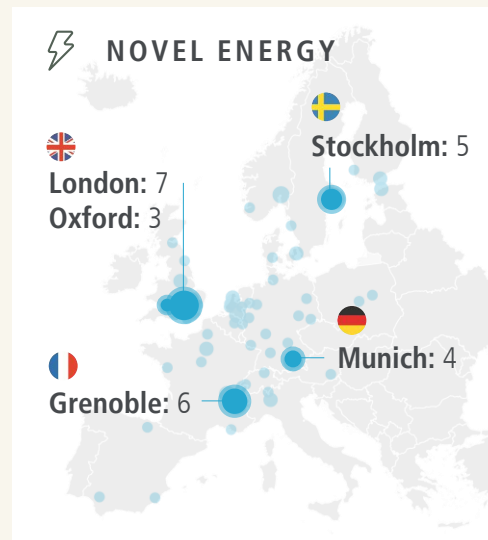 NOVEL ENERGY
Stockholm: 5
London: 7
Oxford: 3
Munich: 4
Grenoble: 6